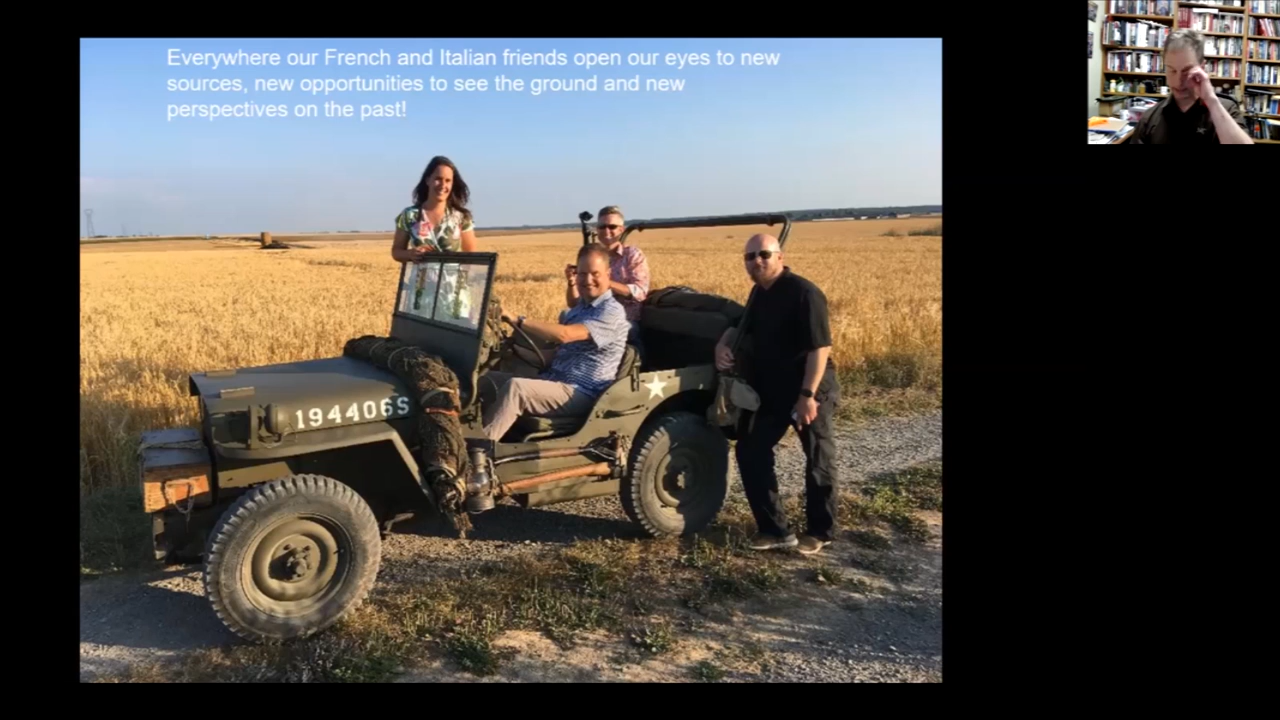 Everywhere our French and Italian friends open our eyes to new
sources, new opportunities to see the ground and new
perspectives on the past!
194406S